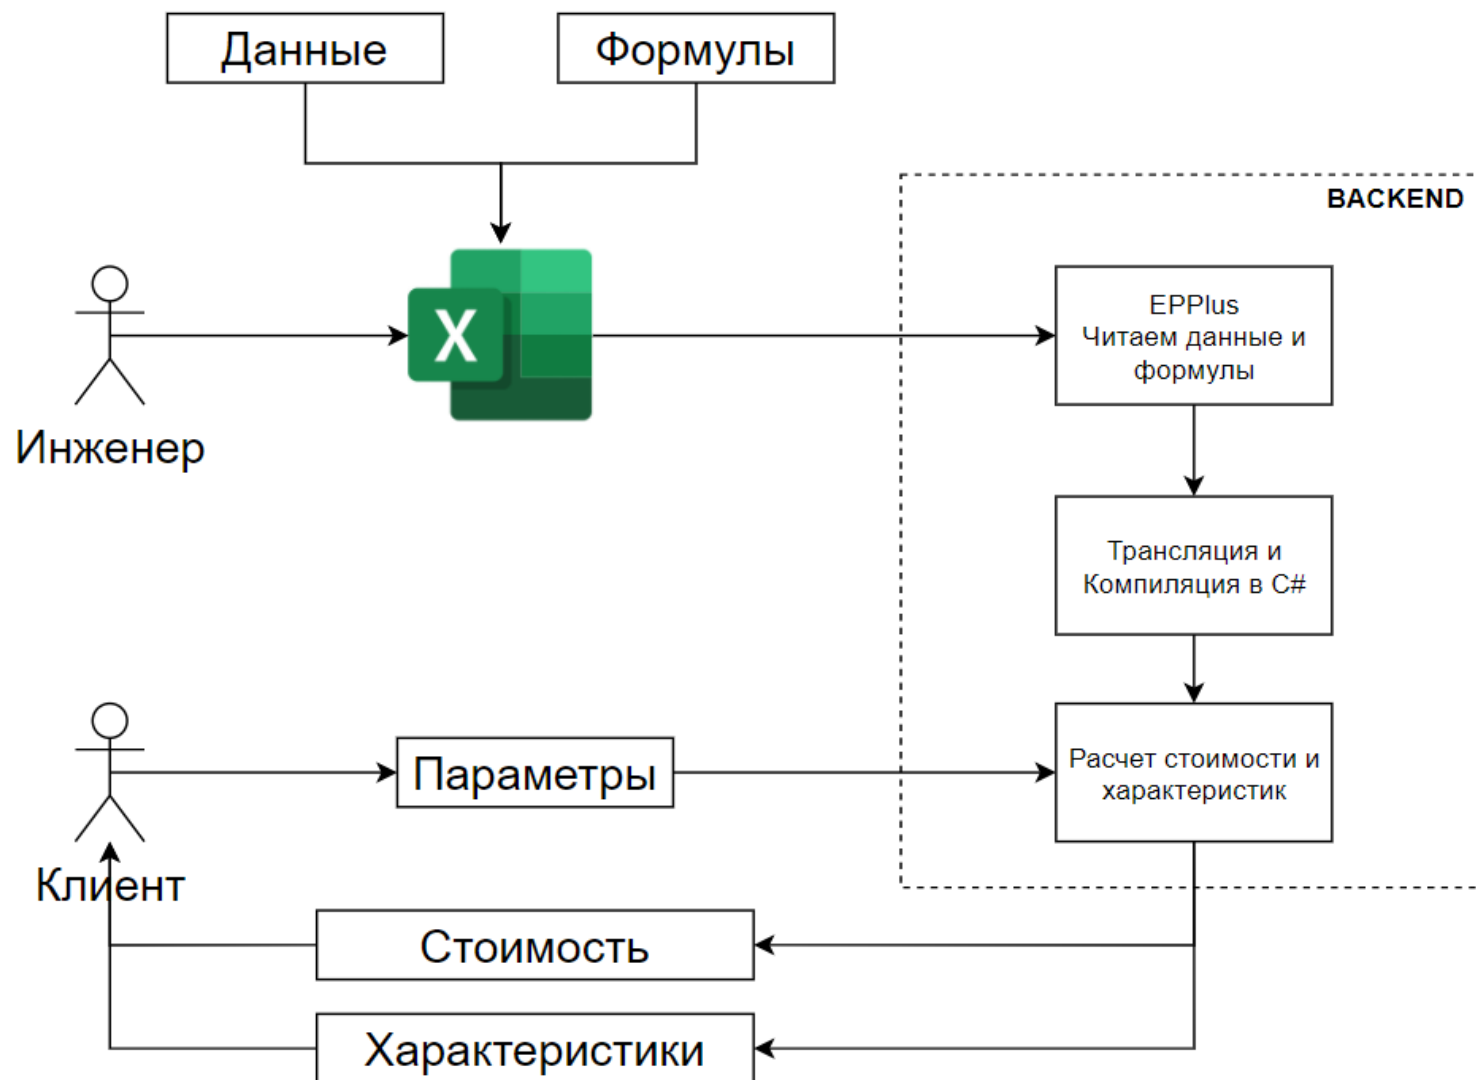 Данные
Формулы
BACKEND
X
EPPlus
Читаем данные и
формулы
Инженер
Трансляция и
Компиляция в C#
Параметры
Расчет стоимости и
характеристик
Клиент
Стоимость
Характеристики